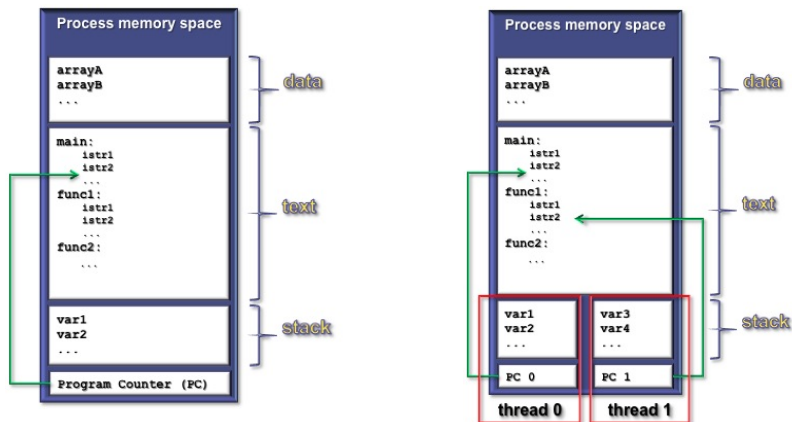 Process memory space
arrayA
arrayB
...
data
main:
istr1
istr2
...
func1:
istr1
istr2
...
func2:
...
text
var1
var2
...
stack
Program Counter (PC)
Process memory space
arrayA
arrayB
...
data
main:
istr1
istr2
...
func1:
istr1
istr2
...
func2:
...
text
var1
var2
...
var3
var4
...
stack
PC 0
PC 1
thread 0
thread 1